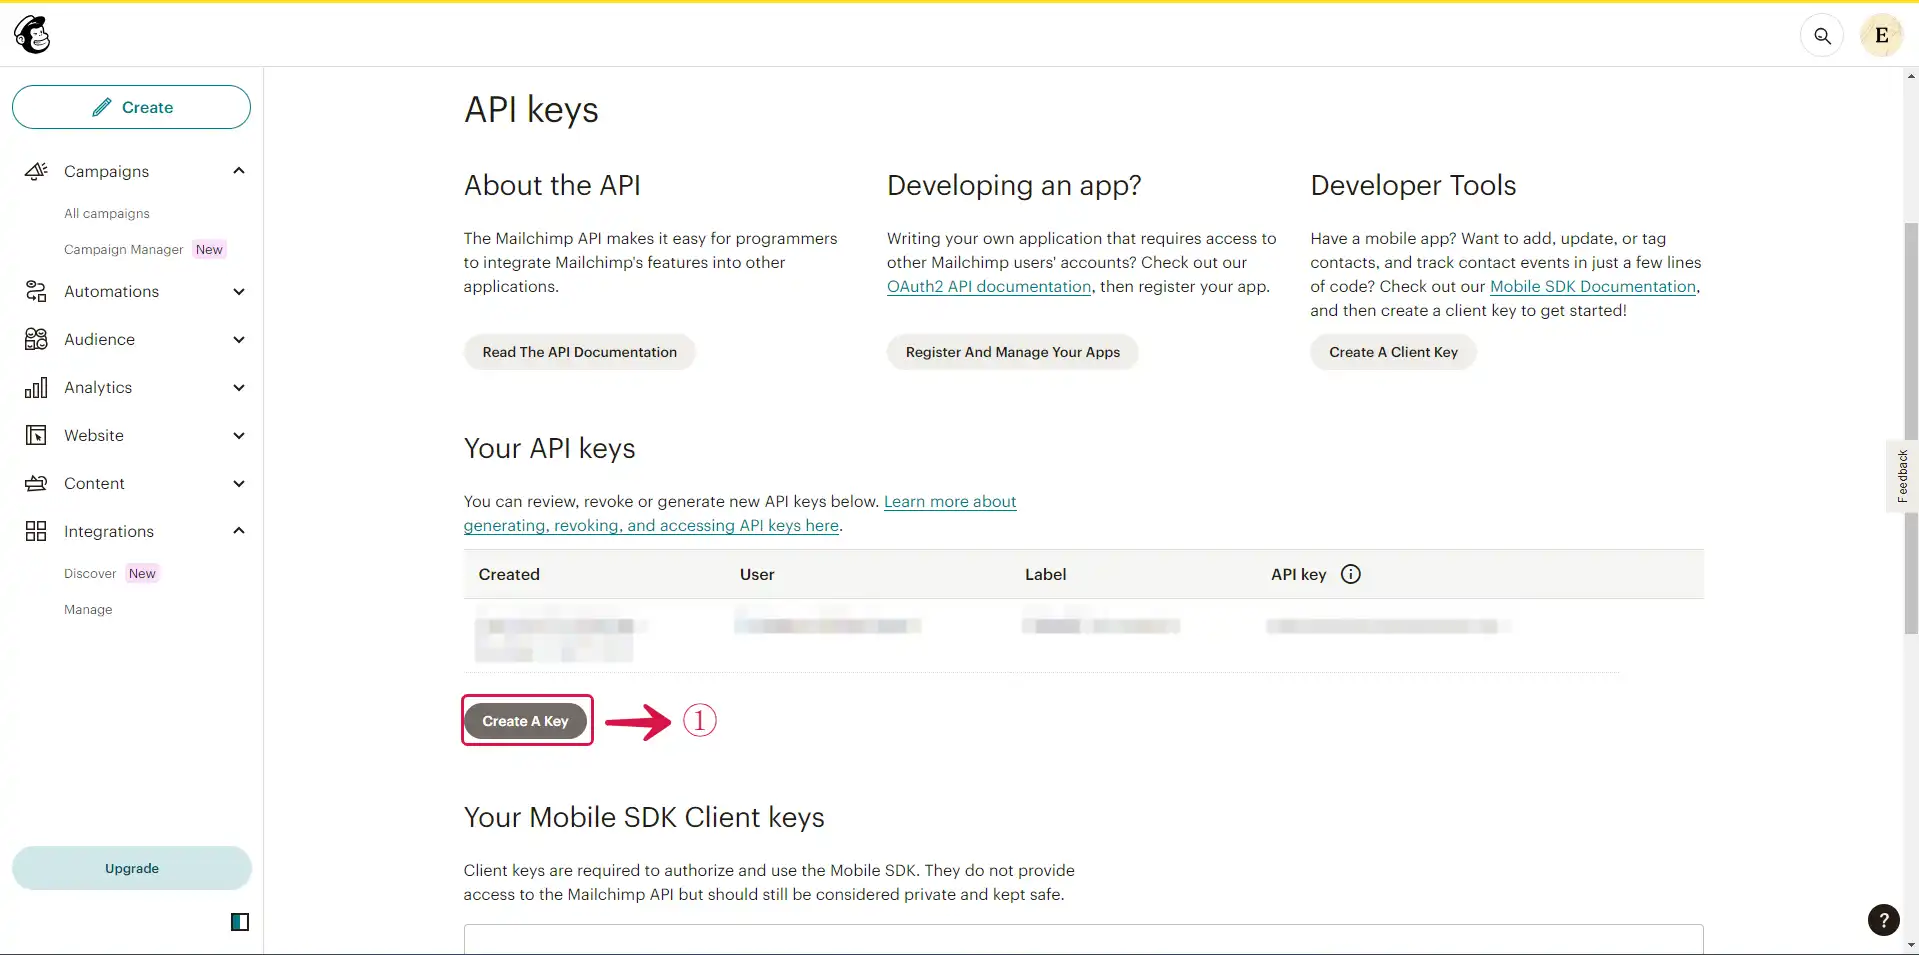 E
Create
Campaigns
All campaigns
Campaign Manager New
Automations
Audience
Analytics
Website
Content
Integrations
Discover New
Manage
Upgrade
API keys
About the API
The Mailchimp API makes it easy for programmers
to integrate Mailchimp's features into other
applications.
Read The API Documentation
Developing an app?
Writing your own application that requires access to
other Mailchimp users' accounts? Check out our
OAuth2 API documentation, then register your app.
Register And Manage Your Apps
Developer Tools
Have a mobile app? Want to add, update, or tag
contacts, and track contact events in just a few lines
of code? Check out our Mobile SDK Documentation,
and then create a client key to get started!
Create A Client Key
Your API keys
You can review, revoke or generate new API keys below. Learn more about
generating, revoking, and accessing API keys here.
Created User Label API key
Create A Key ①
Your Mobile SDK Client keys
Client keys are required to authorize and use the Mobile SDK. They do not provide
access to the Mailchimp API but should still be considered private and kept safe.
Feedback
?